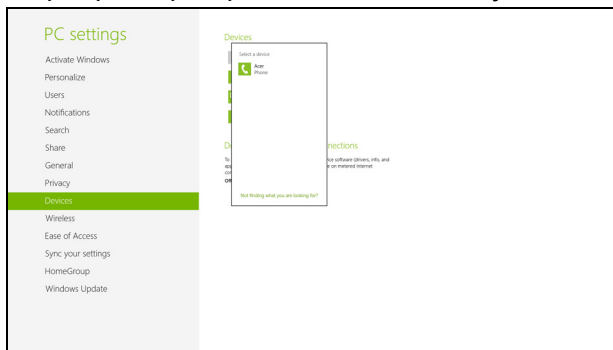 PC settings
Activate Windows
Personalize
Users
Notifications
Search
Share
General
Privacy
Devices
Wireless
Ease of Access
Sync your settings
HomeGroup
Windows Update
Devices
Select a device
Acer
Phone
Not finding what you are looking for?
nections
ice software (drivers, info, and
e on metered internet